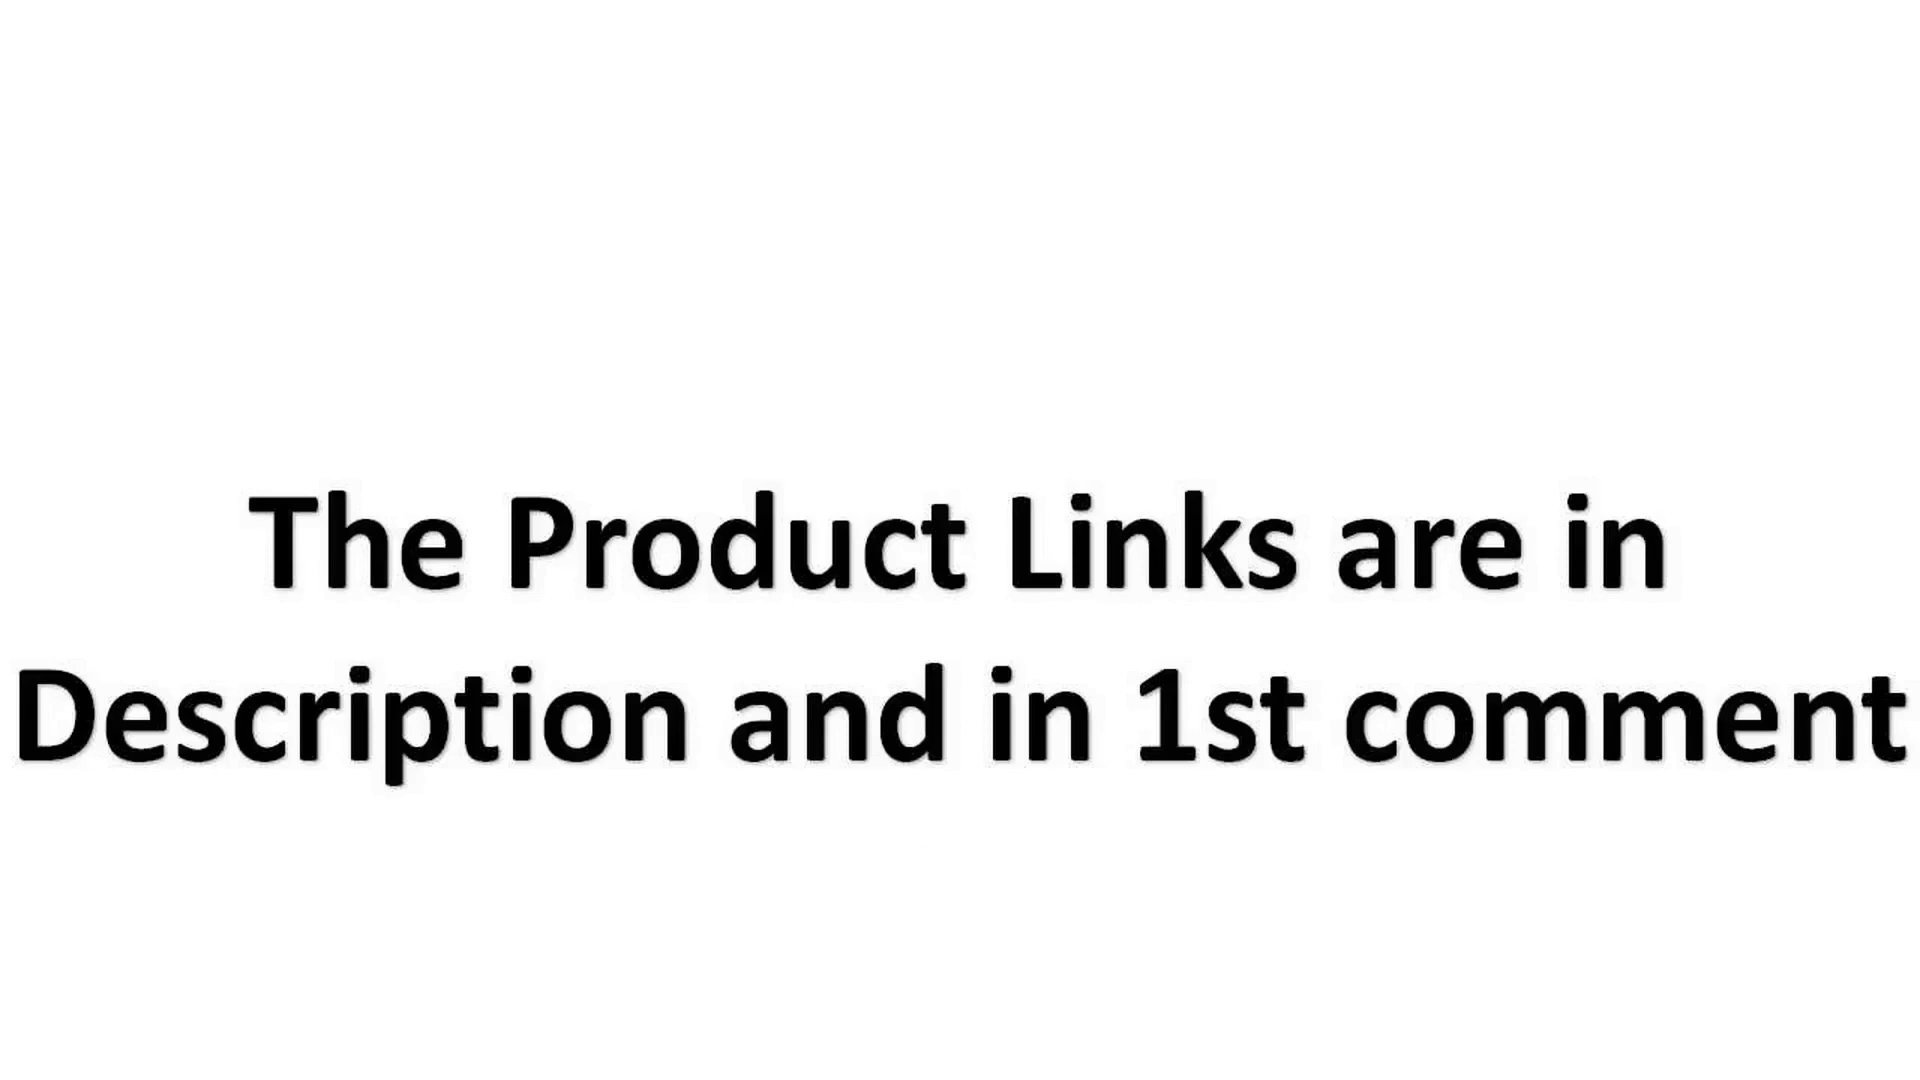 The Product Links are in
Description and in 1st comment